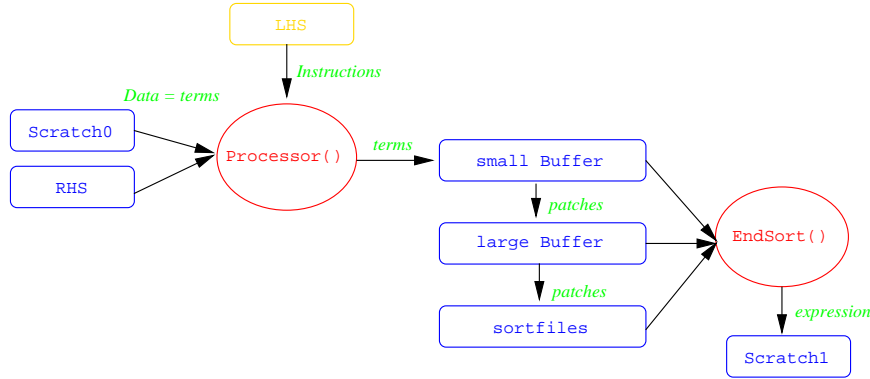 LHS
Instructions
Data = terms
Scratch0
Processor()
RHS
terms
small Buffer
patches
large Buffer
patches
sortfiles
EndSort()
expression
Scratch1